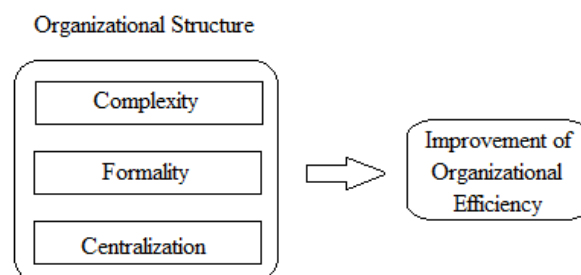 Organizational Structure
Complexity
Formality
Centralization
Improvement of
Organizational
Efficiency